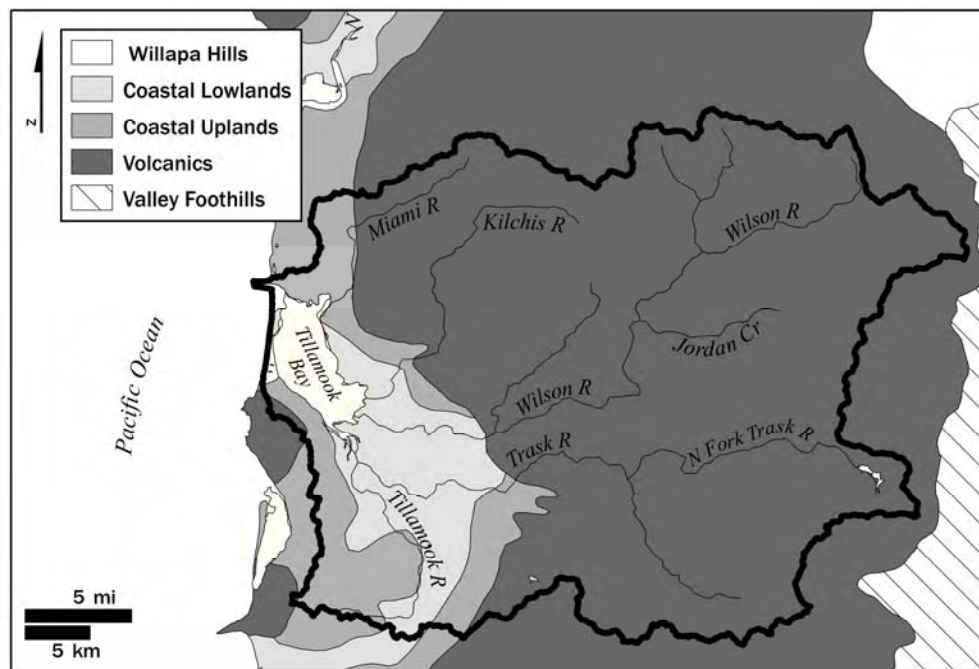 Willapa Hills
Coastal Lowlands
Coastal Uplands
Volcanics
Valley Foothills
N
N
Miami R
Kilchis R
Wilson R
Pacific Ocean
Tillamook
Bay
Jordan Cr
Wilson R
Trask R
N Fork Trask R
Tillamook R
5 mi
5 km